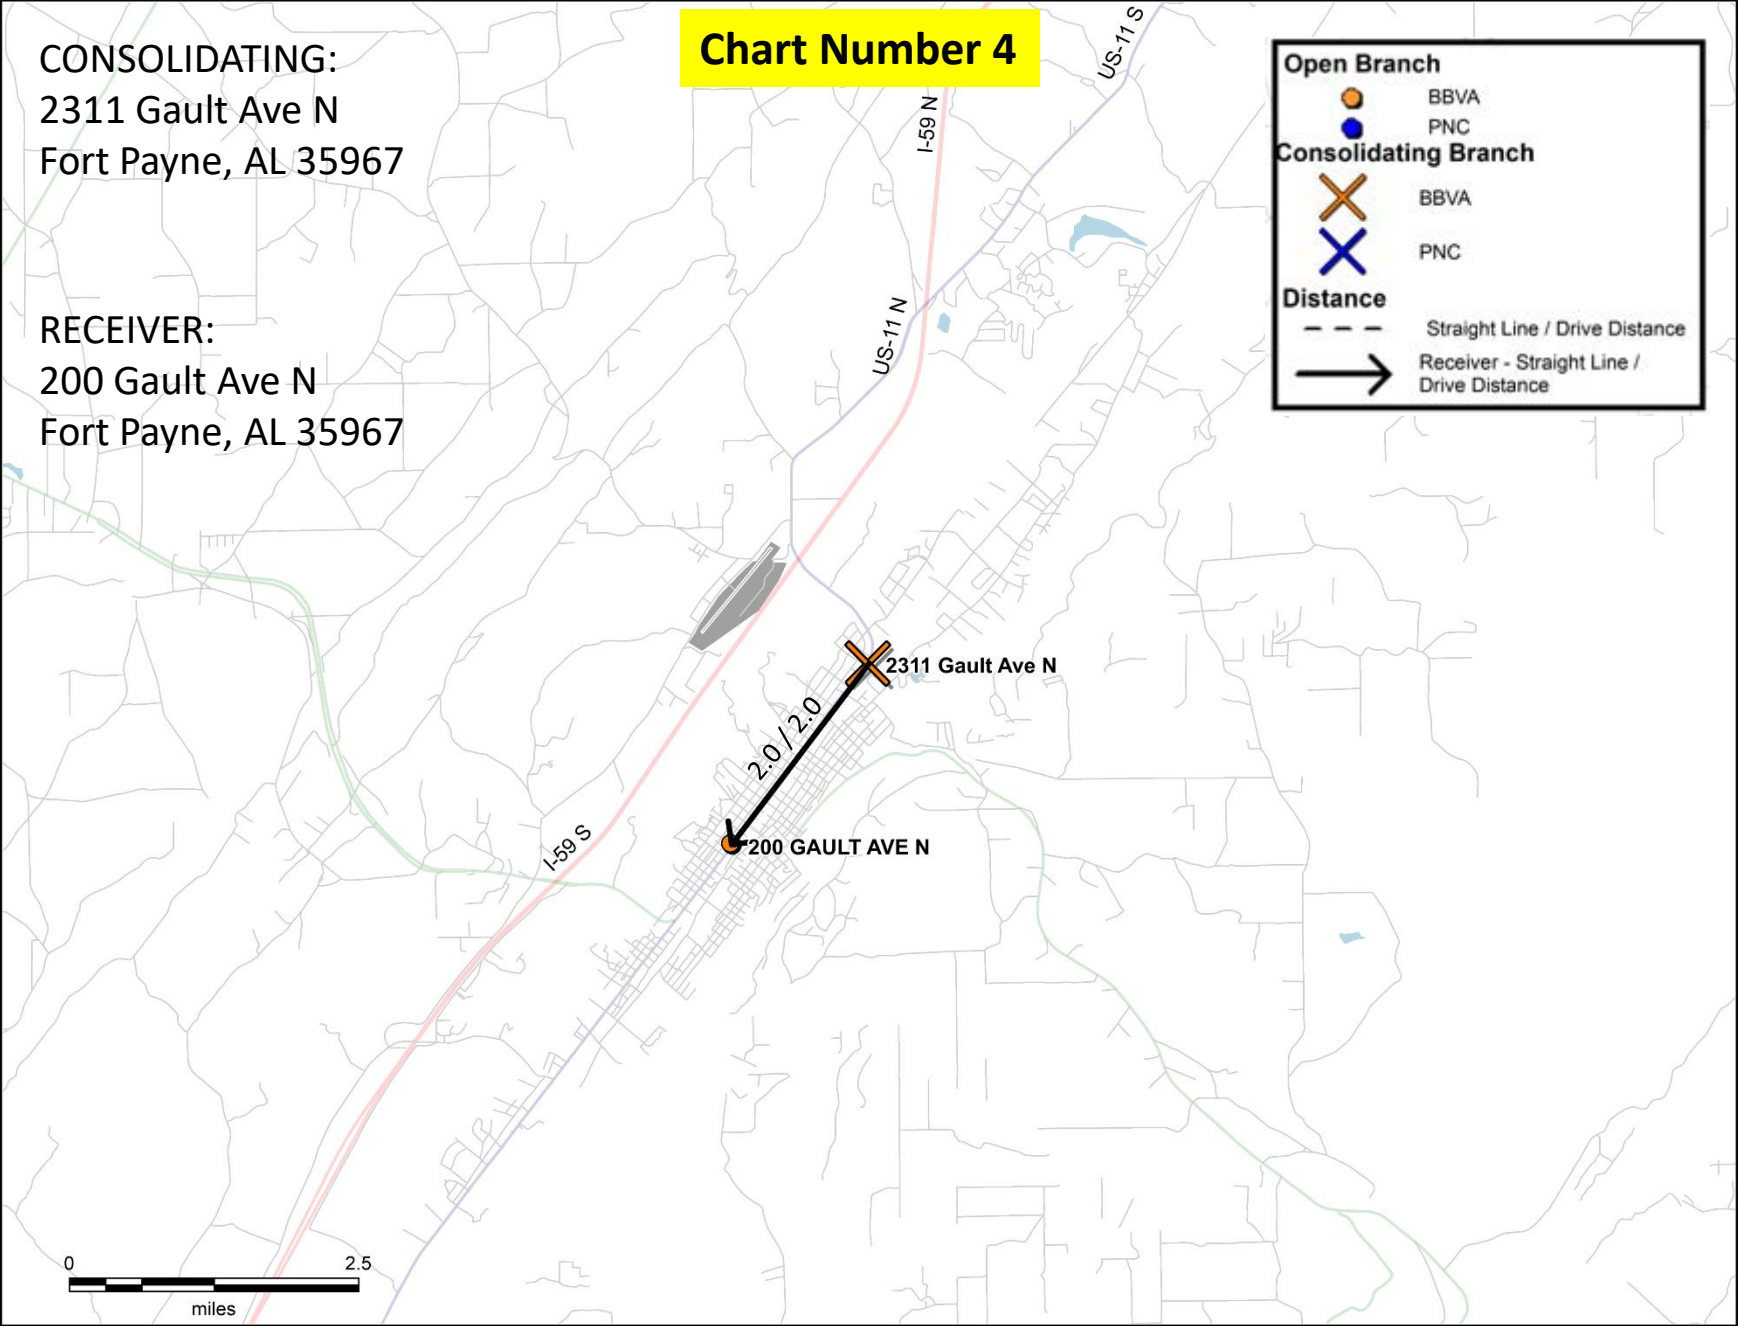 Chart Number 4
CONSOLIDATING:
2311 Gault Ave N
Fort Payne, AL 35967
RECEIVER:
200 Gault Ave N
Fort Payne, AL 35967
Open Branch
BBVA
PNC
Consolidating Branch
BBVA
PNC
Distance
Straight Line / Drive Distance
Receiver - Straight Line /
Drive Distance
US-11 S
I-59 N
US-11 N
2311 Gault Ave N
2.0 / 2.0
200 GAULT AVE N
I-59 S
0 2.5
miles